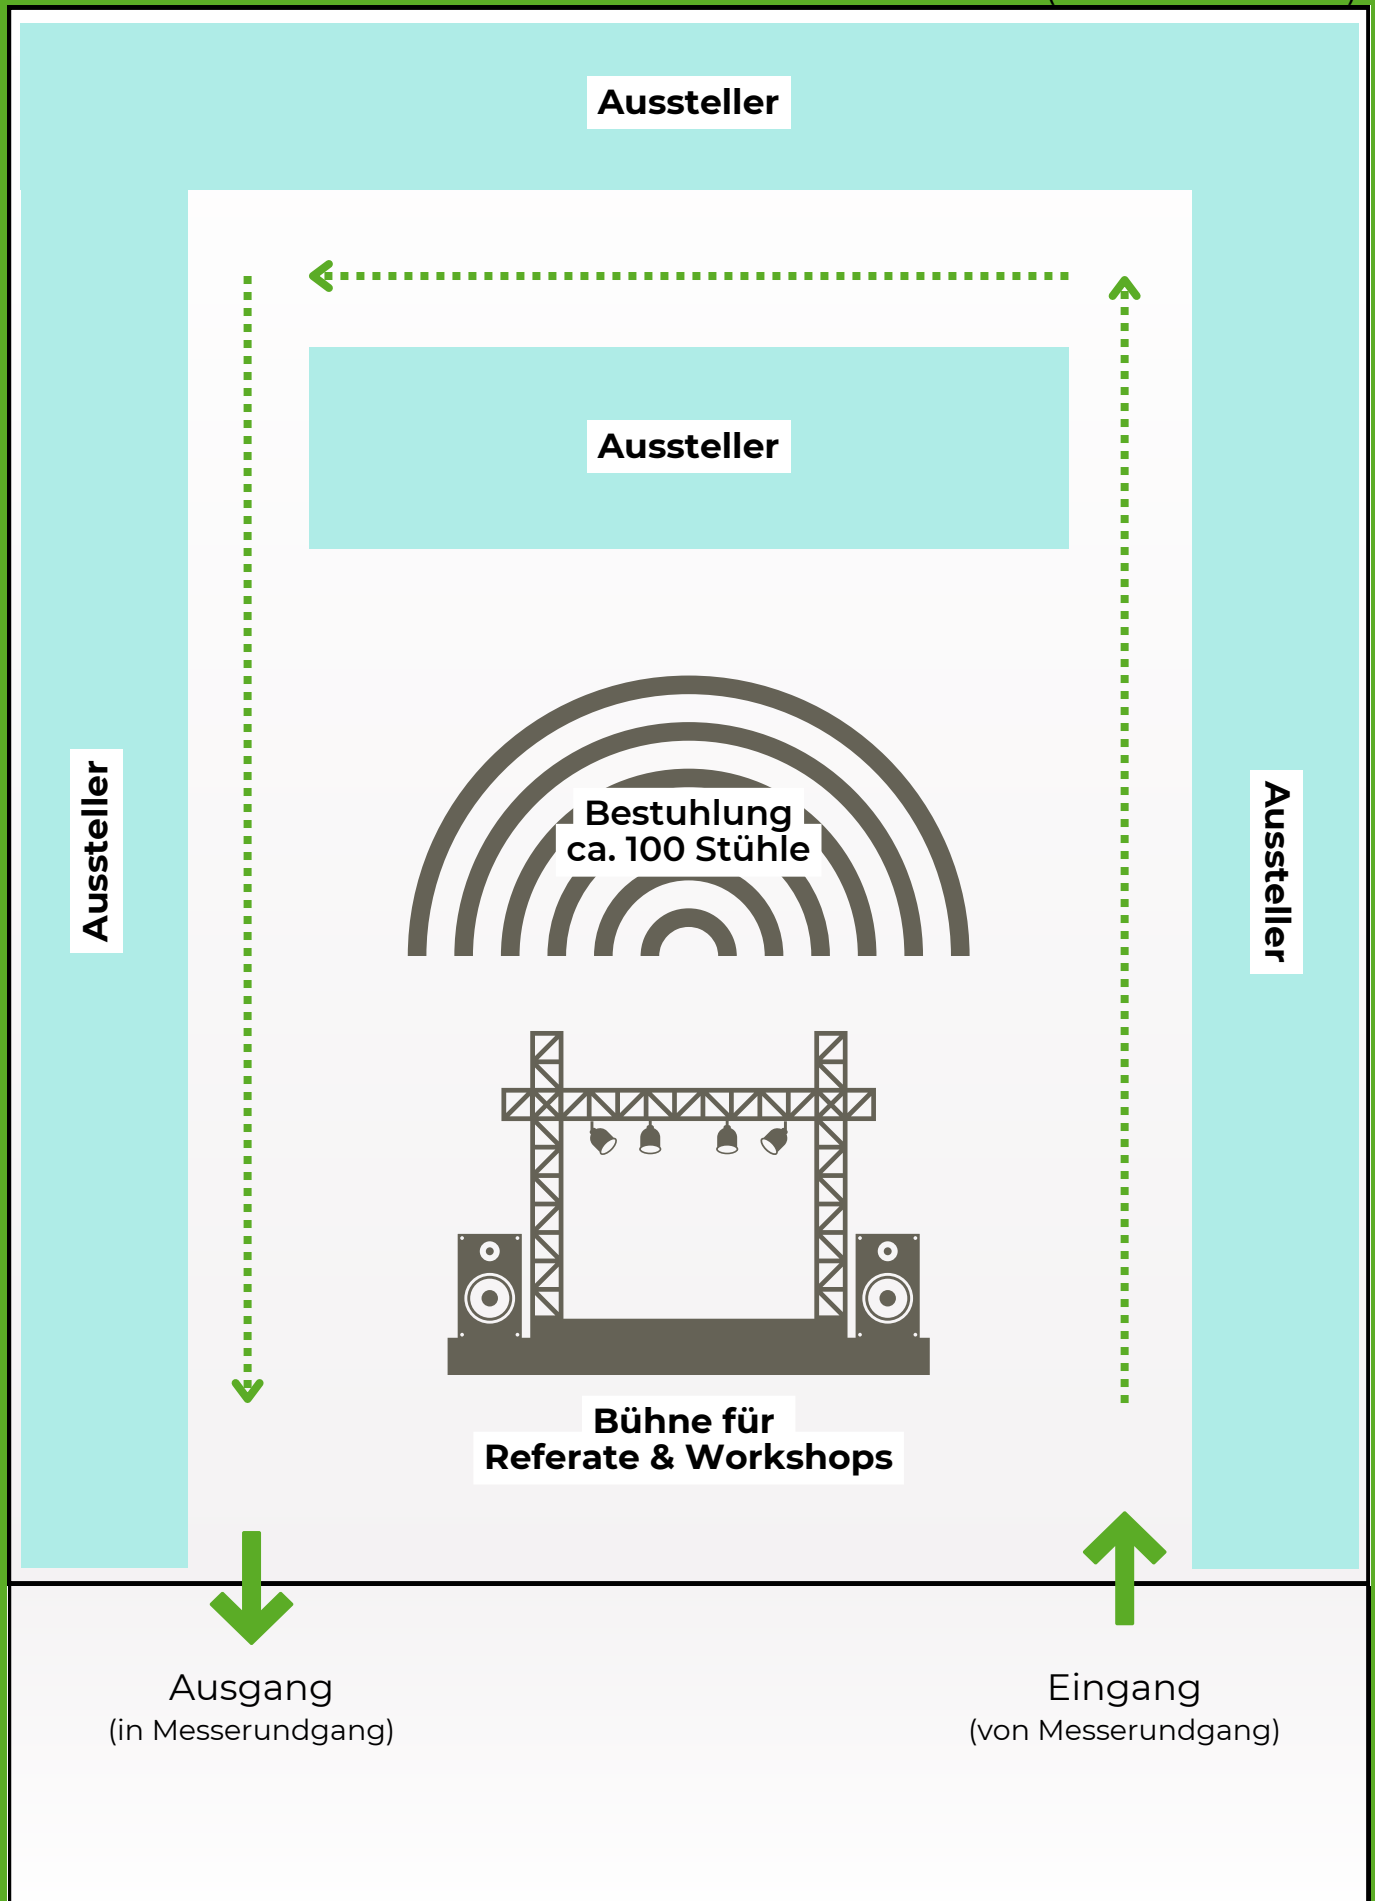 Aussteller
Aussteller
Aussteller
Aussteller
Bestuhlung
ca. 100 Stühle
Bühne für
Referate & Workshops
Ausgang
(in Messerundgang)
Eingang
(von Messerundgang)